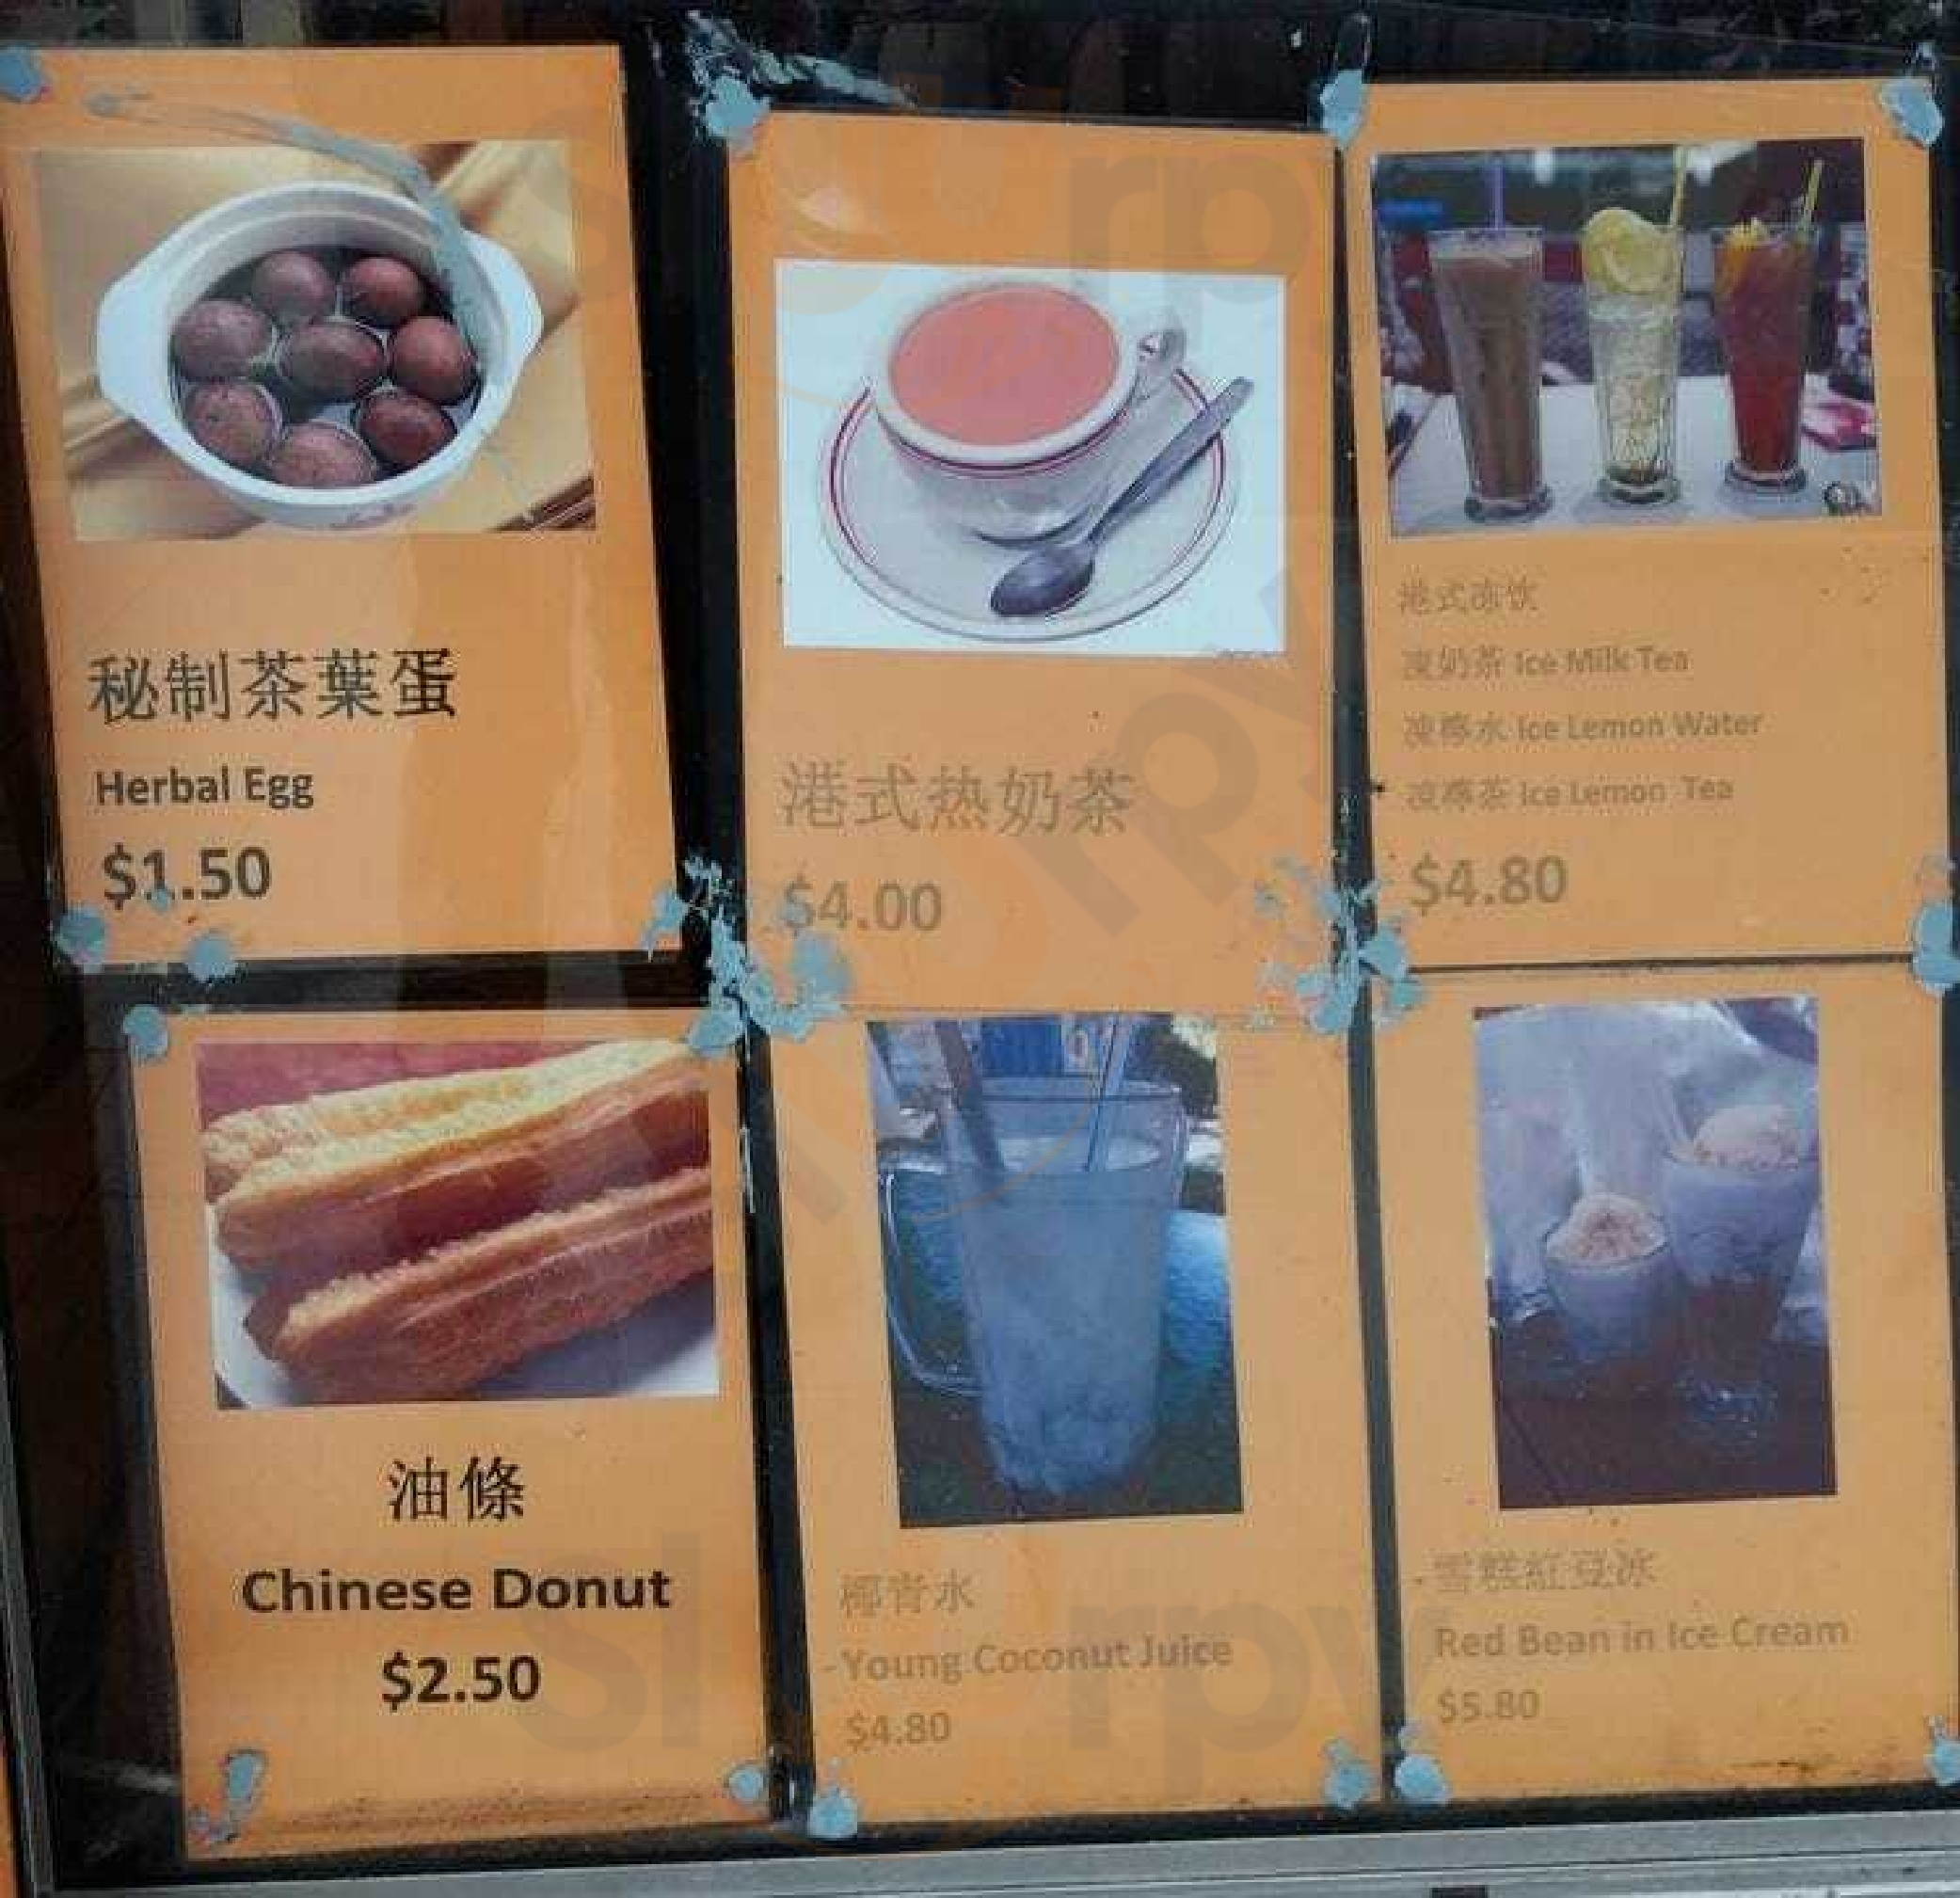 秘制茶葉蛋
Herbal Egg
$1.50
港式热奶茶
$4.00
港式冻饮
凍奶茶 Ice Milk Tea
凍檸水 Ice Lemon Water
凍檸茶 Ice Lemon Tea
$4.80
油條
Chinese Donut
$2.50
椰青水
Young Coconut Juice
$4.80
雪糕紅豆冰
Red Bean in Ice Cream
$5.80